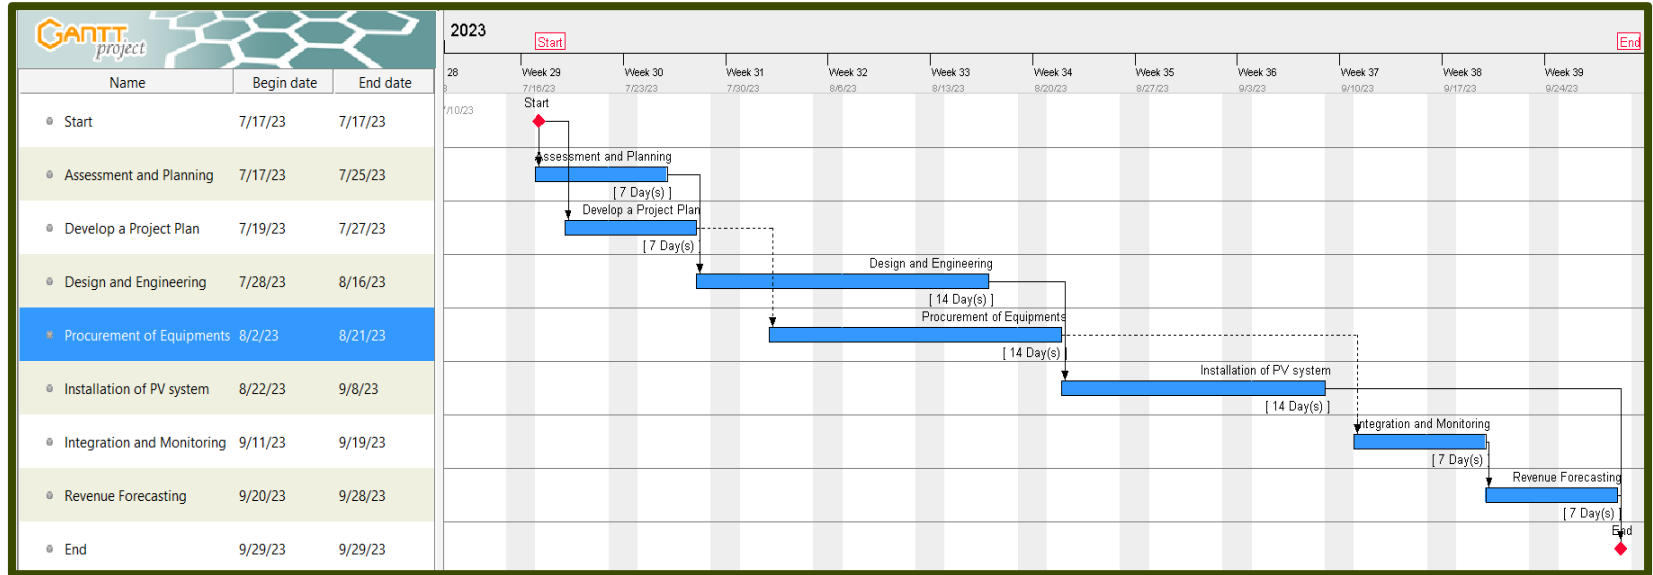 GANTT
project
2023
Start
End
Name Begin date End date
28 Week 29 Week 30 Week 31 Week 32 Week 33 Week 34 Week 35 Week 36 Week 37 Week 38 Week 39
7/16/23 7/23/23 7/30/23 8/6/23 8/13/23 8/20/23 8/27/23 9/3/23 9/10/23 9/17/23 9/24/23
/10/23
Start
Start 7/17/23 7/17/23
Assessment and Planning
Assessment and Planning 7/17/23 7/25/23
[ 7 Day(s) ]
Develop a Project Plan
Develop a Project Plan 7/19/23 7/27/23
[ 7 Day(s)
Design and Engineering
Design and Engineering 7/28/23 8/16/23
[ 14 Day(s) ]
Procurement of Equipments
Procurement of Equipments 8/2/23 8/21/23
[ 14 Day(s)
Installation of PV system
Installation of PV system 8/22/23 9/8/23
[ 14 Day(s) ]
Integration and Monitoring
Integration and Monitoring 9/11/23 9/19/23
[ 7 Day(s)
Revenue Forecasting
Revenue Forecasting 9/20/23 9/28/23
[ 7 Day(s) ]
End
End 9/29/23 9/29/23